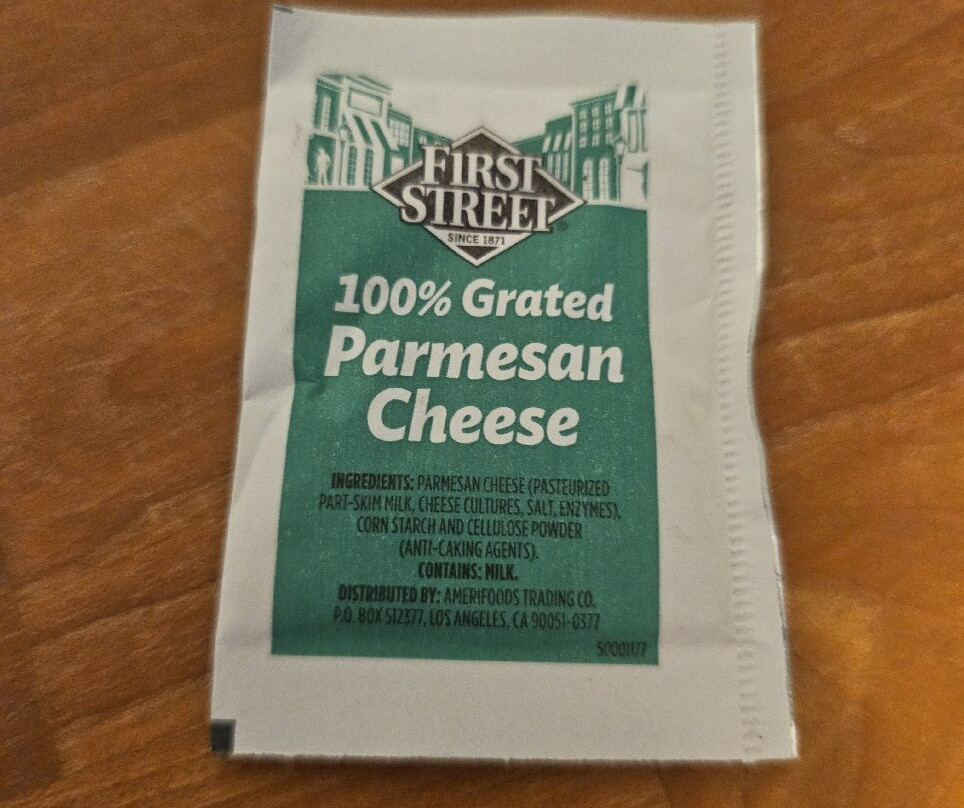 FIRST
STREET®
SINCE 1871
100% Grated
Parmesan
Cheese
INGREDIENTS: PARMESAN CHEESE (PASTEURIZED
PART-SKIM MILK, CHEESE CULTURES, SALT, ENZYMES),
CORN STARCH AND CELLULOSE POWDER
(ANTI-CAKING AGENTS).
CONTAINS: MILK.
DISTRIBUTED BY: AMERIFOODS TRADING CO.
P.O. BOX 512377, LOS ANGELES, CA 90051-0377
50001177